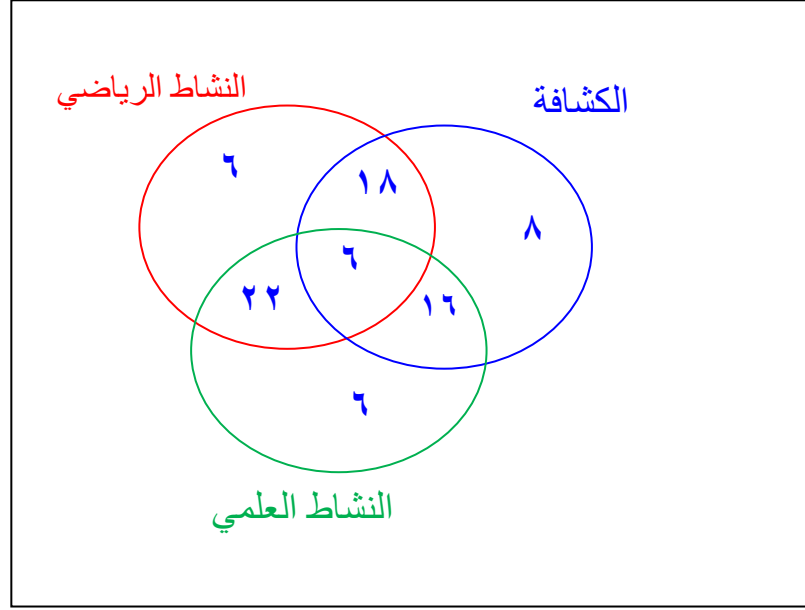 النشاط الرياضي
الكشافة
٦
١٨
٨
٦
٢٢
١٦
٦
النشاط العلمي